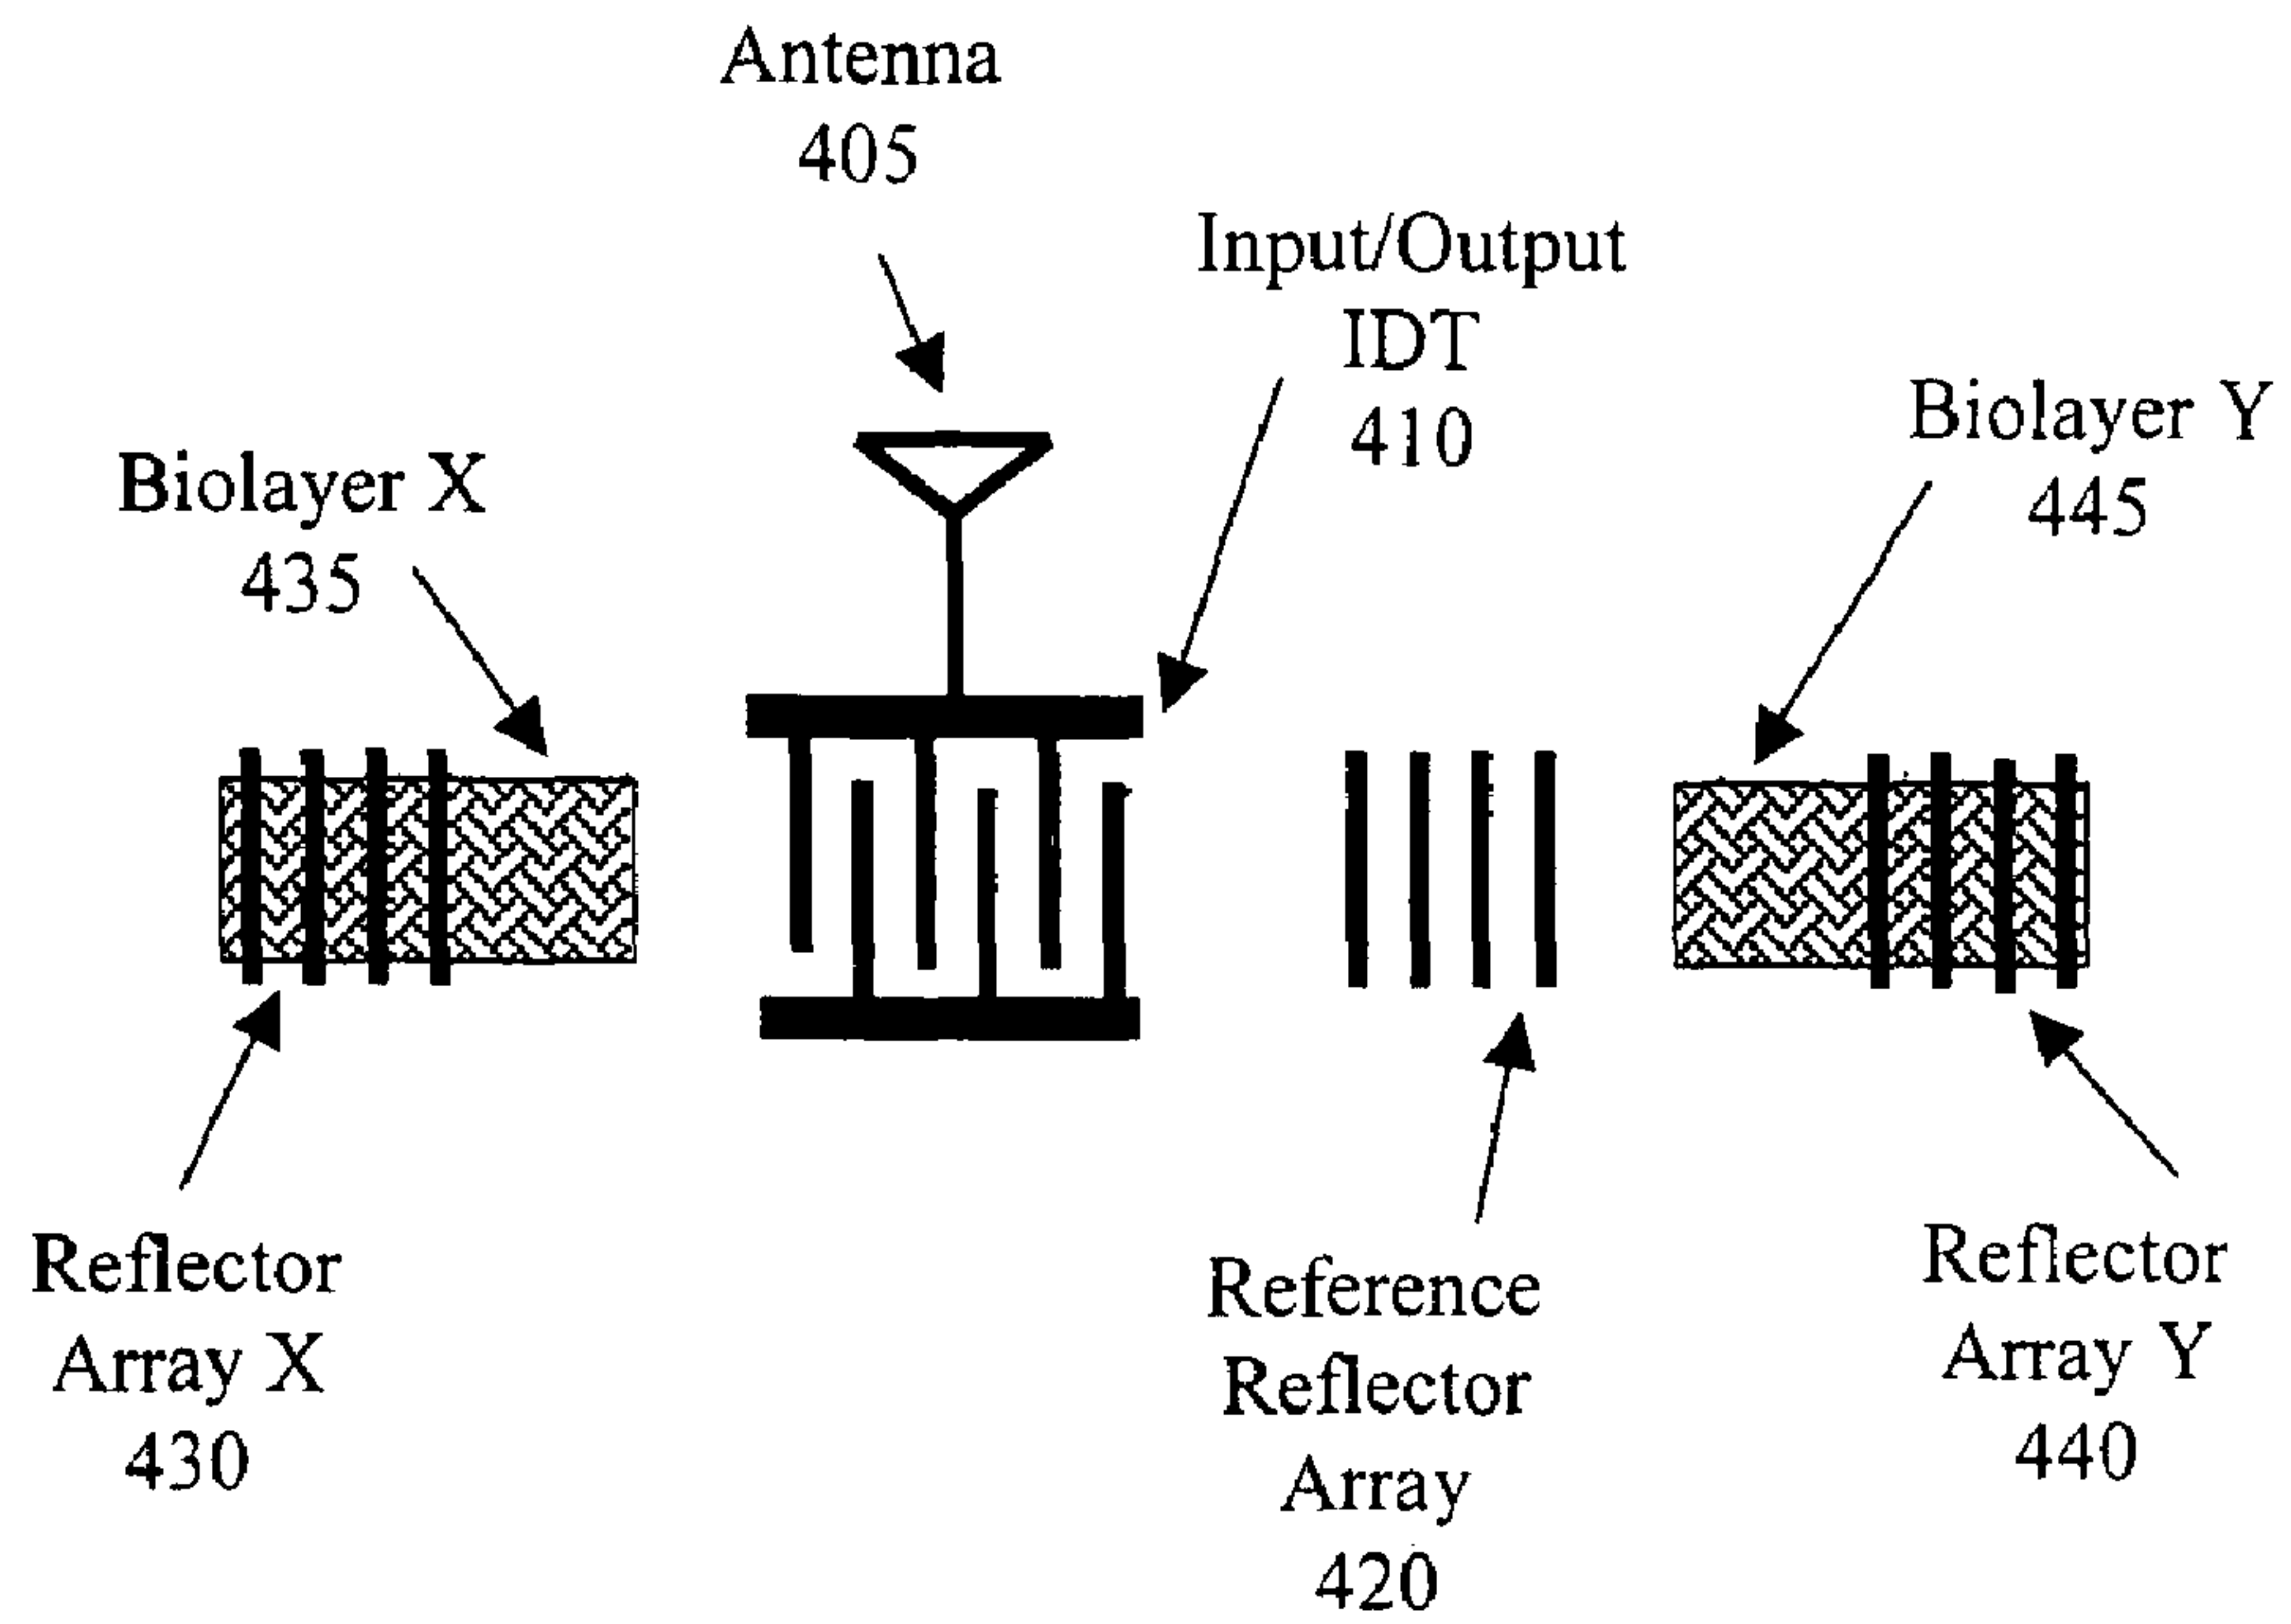 Antenna
405
Input/Output
IDT
410
Biolayer Y
445
Biolayer X
435
Reflector
Array X
430
Reference
Reflector
Array
420
Reflector
Array Y
440